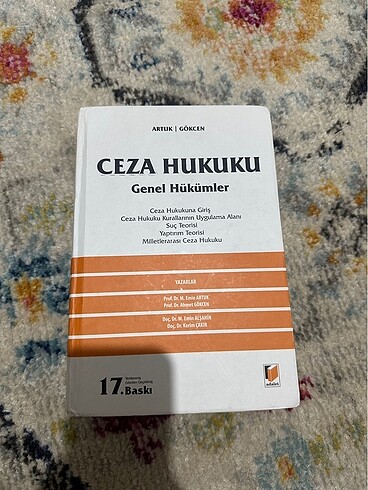 ARTUK | GÖKCEN
CEZA HUKUKU
Genel Hükümler
Ceza Hukukuna Giriş
Ceza Hukuku Kurallarının Uygulama Alanı
Suç Teorisi
Yaptırım Teorisi
Milletlerarası Ceza Hukuku
YAZARLAR
Prof. Dr. M. Emin ARTUK
Prof. Dr. Ahmet GÖKCEN
Doç. Dr. M. Emin ALŞAHİN
Doç. Dr. Kerim ÇAKIR
17. Baskı
adalet